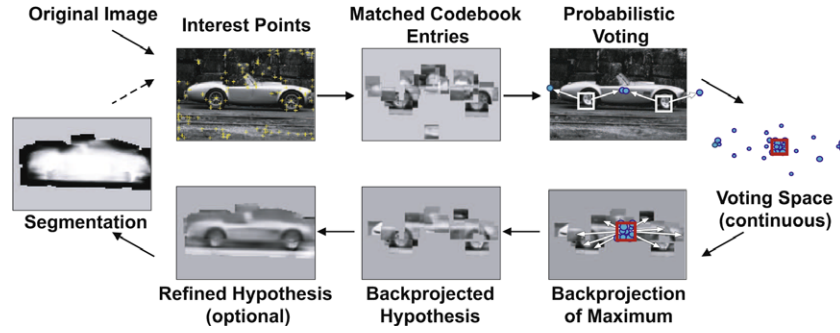 Original Image
Interest Points
Matched Codebook
Entries
Probabilistic
Voting
Segmentation
Voting Space
(continuous)
Refined Hypothesis
(optional)
Backprojected
Hypothesis
Backprojection
of Maximum